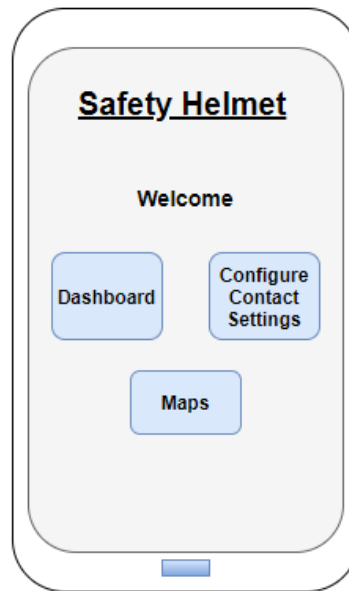 Safety Helmet
Welcome
Dashboard
Configure
Contact
Settings
Maps